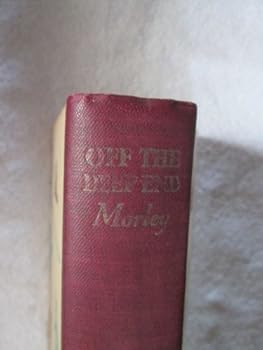 OFF THE
DEEP END
Morley